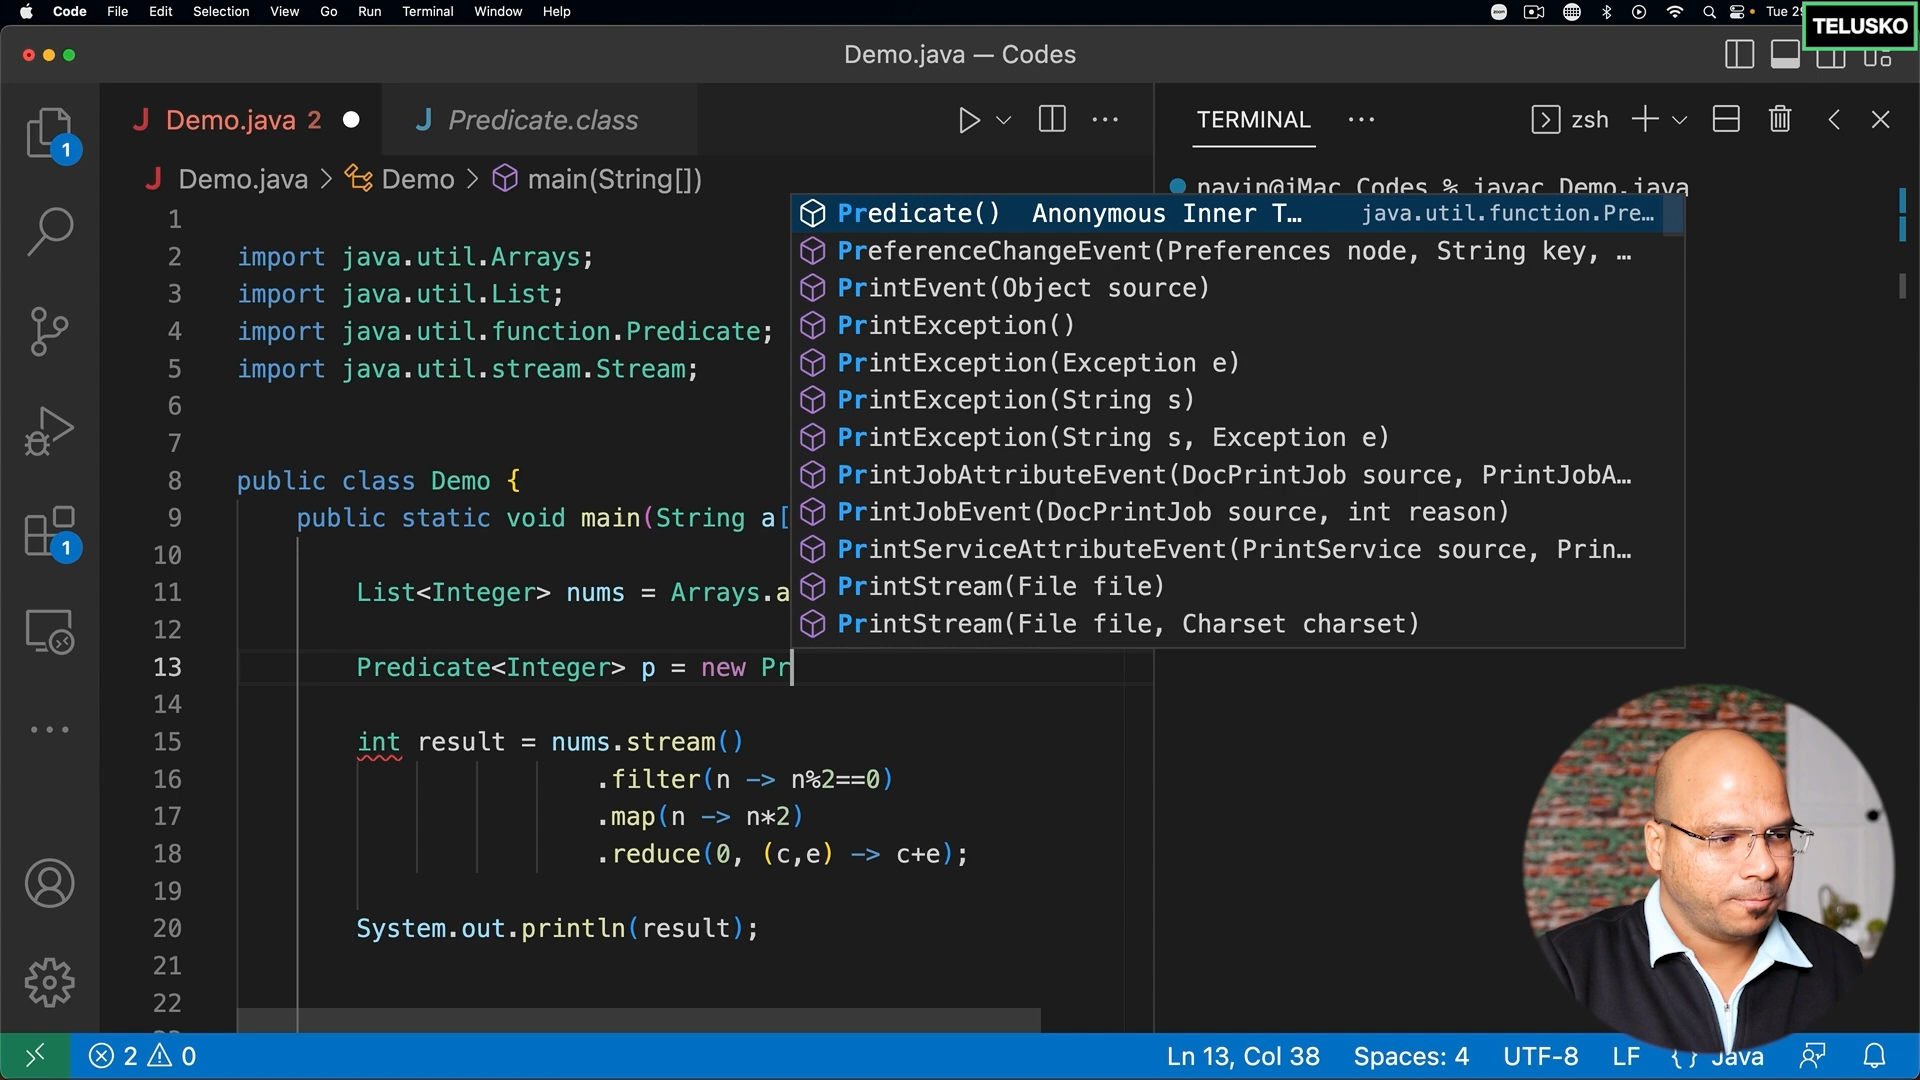 Code File Edit Selection View Go Run Terminal Window Help
zoom
Tue 29
TELUSKO
Demo.java — Codes
Demo.java 2
Predicate.class
TERMINAL
zsh
Demo.java > Demo > main(String[])
navin@iMac Codes % javac Demo.java
1
2 import java.util.Arrays;
3 import java.util.List;
4 import java.util.function.Predicate;
5 import java.util.stream.Stream;
6
7
8 public class Demo {
9 public static void main(String a[
10
11 List<Integer> nums = Arrays.a
12
13 Predicate<Integer> p = new Pr
14
15 int result = nums.stream()
16 .filter(n -> n%2==0)
17 .map(n -> n*2)
18 .reduce(0, (c,e) -> c+e);
19
20 System.out.println(result);
21
22
Predicate() Anonymous Inner T… java.util.function.Pre…
PreferenceChangeEvent(Preferences node, String key, …
PrintEvent(Object source)
PrintException()
PrintException(Exception e)
PrintException(String s)
PrintException(String s, Exception e)
PrintJobAttributeEvent(DocPrintJob source, PrintJobA…
PrintJobEvent(DocPrintJob source, int reason)
PrintServiceAttributeEvent(PrintService source, Prin…
PrintStream(File file)
PrintStream(File file, Charset charset)
1
1
2 0
Ln 13, Col 38 Spaces: 4 UTF-8 LF { } Java